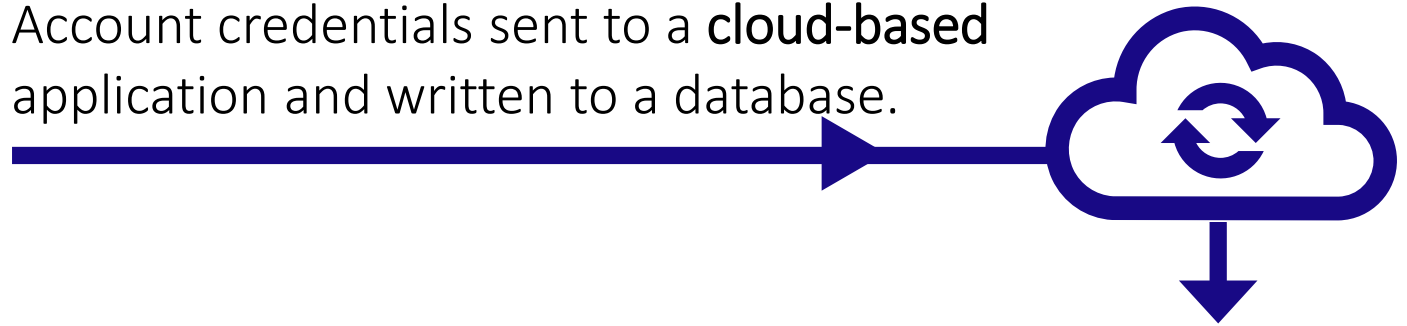 Account credentials sent to a cloud-based
application and written to a database.